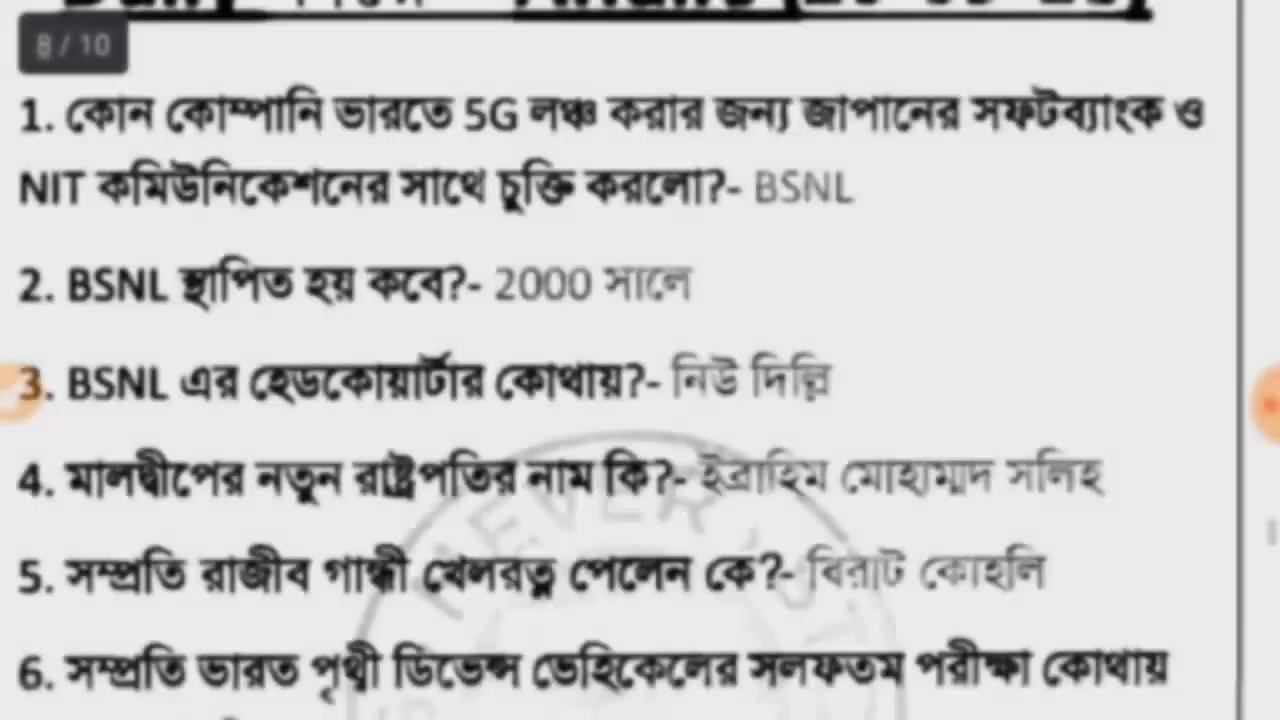 8 / 10
1. কোন কোম্পানি ভারতে 5G লঞ্চ করার জন্য জাপানের সফটব্যাংক ও
NIT কমিউনিকেশনের সাথে চুক্তি করলো?- BSNL
2. BSNL স্থাপিত হয় কবে?- 2000 সালে
3. BSNL এর হেডকোয়ার্টার কোথায়?- নিউ দিল্লি
4. মালদ্বীপের নতুন রাষ্ট্রপতির নাম কি?- ইব্রাহিম মোহাম্মদ সলিহ
5. সম্প্রতি রাজীব গান্ধী খেলরত্ন পেলেন কে?- বিরাট কোহলি
6. সম্প্রতি ভারত পৃথ্বী ডিভেন্স ভেহিকেলের সলফতম পরীক্ষা কোথায়
NEVER